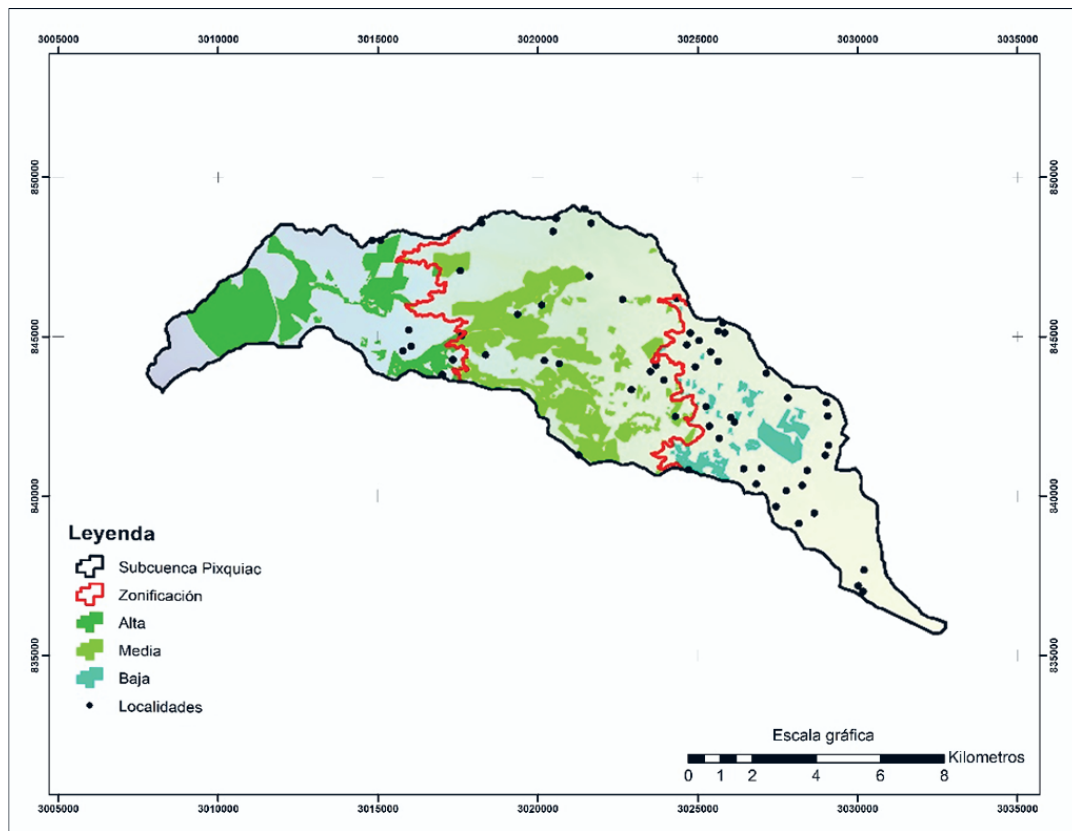 3005000 3010000 3015000 3020000 3025000 3030000 3035000
850000 850000
845000 845000
840000 840000
835000 835000
Leyenda
Subcuenca Pixquiac
Zonificación
Alta
Media
Baja
Localidades
Escala gráfica
Kilometros
0 1 2 4 6 8
3005000 3010000 3015000 3020000 3025000 3030000 3035000